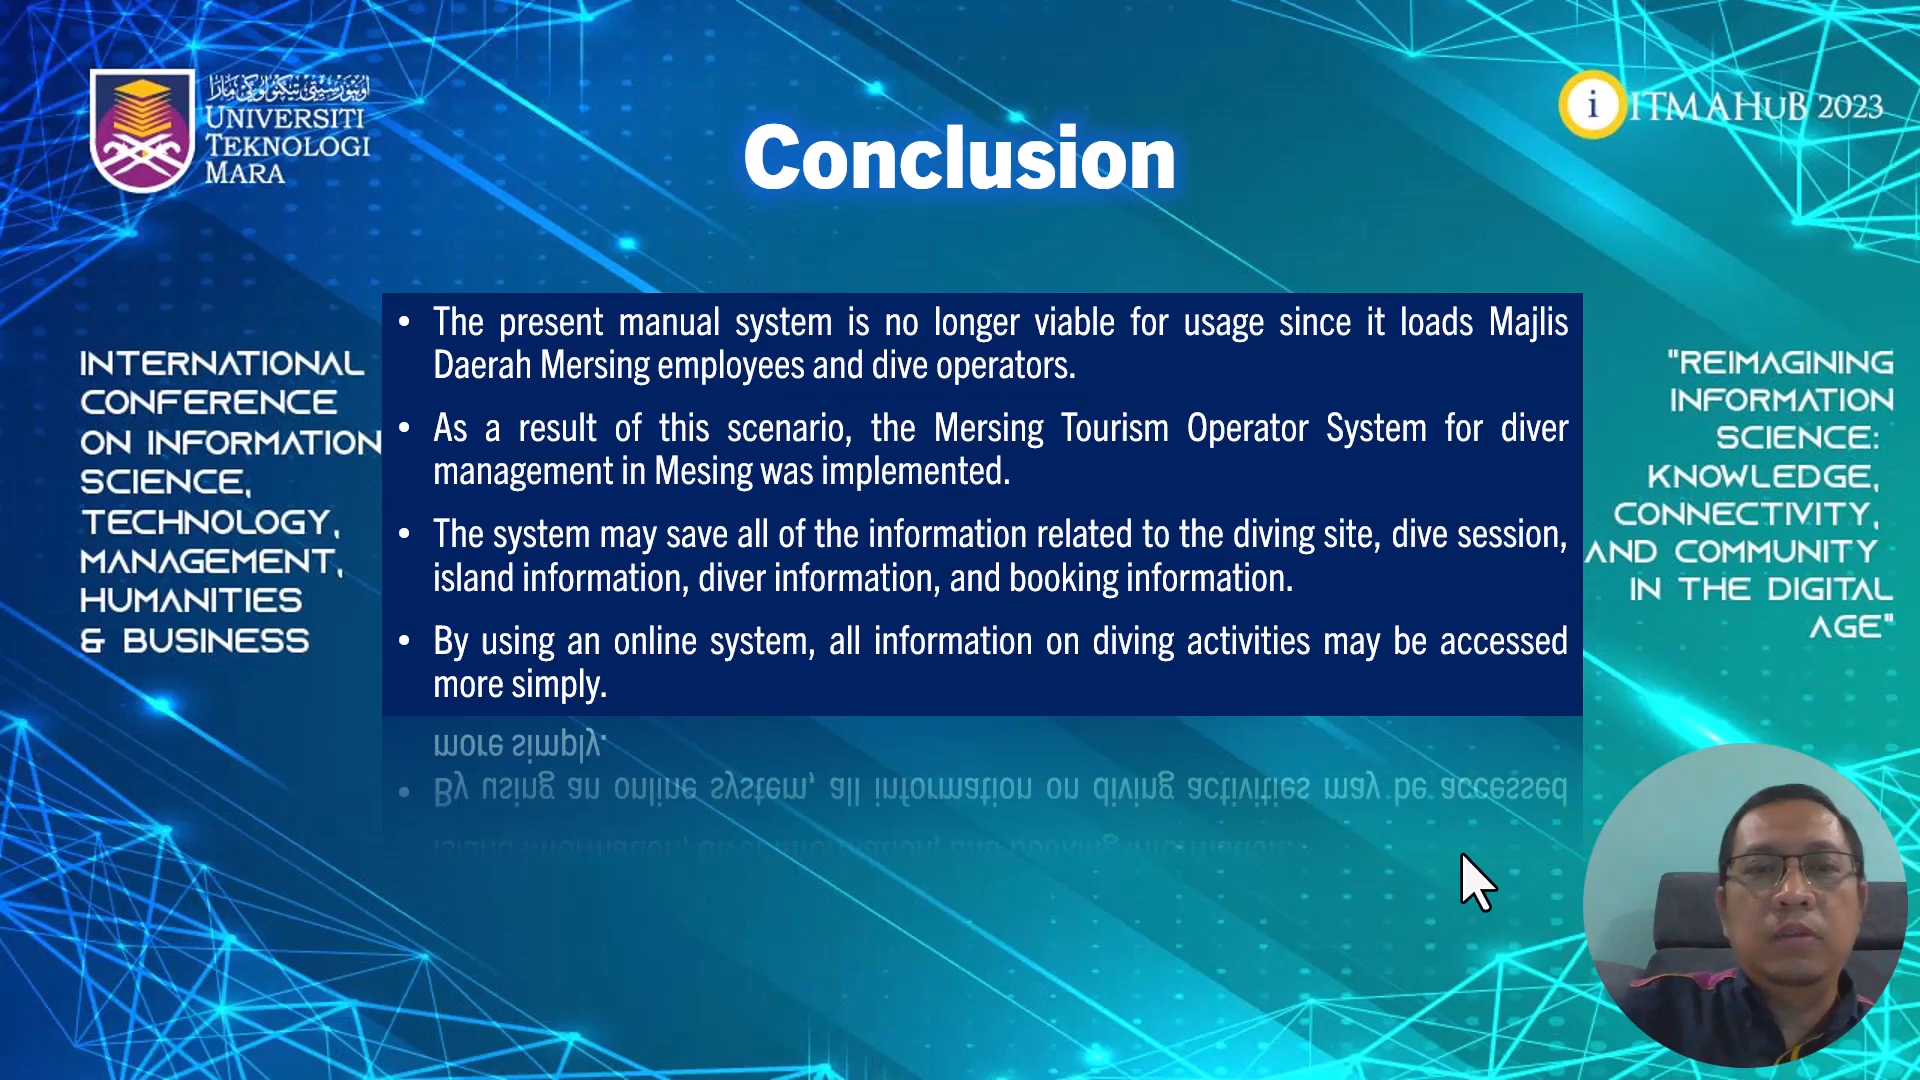 اونيۏرسيتي تيكنولوڬي مارا
UNIVERSITI
TEKNOLOGI
MARA
i ITMAHUB 2023
Conclusion
INTERNATIONAL
CONFERENCE
ON INFORMATION
SCIENCE,
TECHNOLOGY,
MANAGEMENT,
HUMANITIES
& BUSINESS
• The present manual system is no longer viable for usage since it loads Majlis
Daerah Mersing employees and dive operators.
• As a result of this scenario, the Mersing Tourism Operator System for diver
management in Mesing was implemented.
• The system may save all of the information related to the diving site, dive session,
island information, diver information, and booking information.
• By using an online system, all information on diving activities may be accessed
more simply.
"REIMAGINING
INFORMATION
SCIENCE:
KNOWLEDGE,
CONNECTIVITY,
AND COMMUNITY
IN THE DIGITAL
AGE"